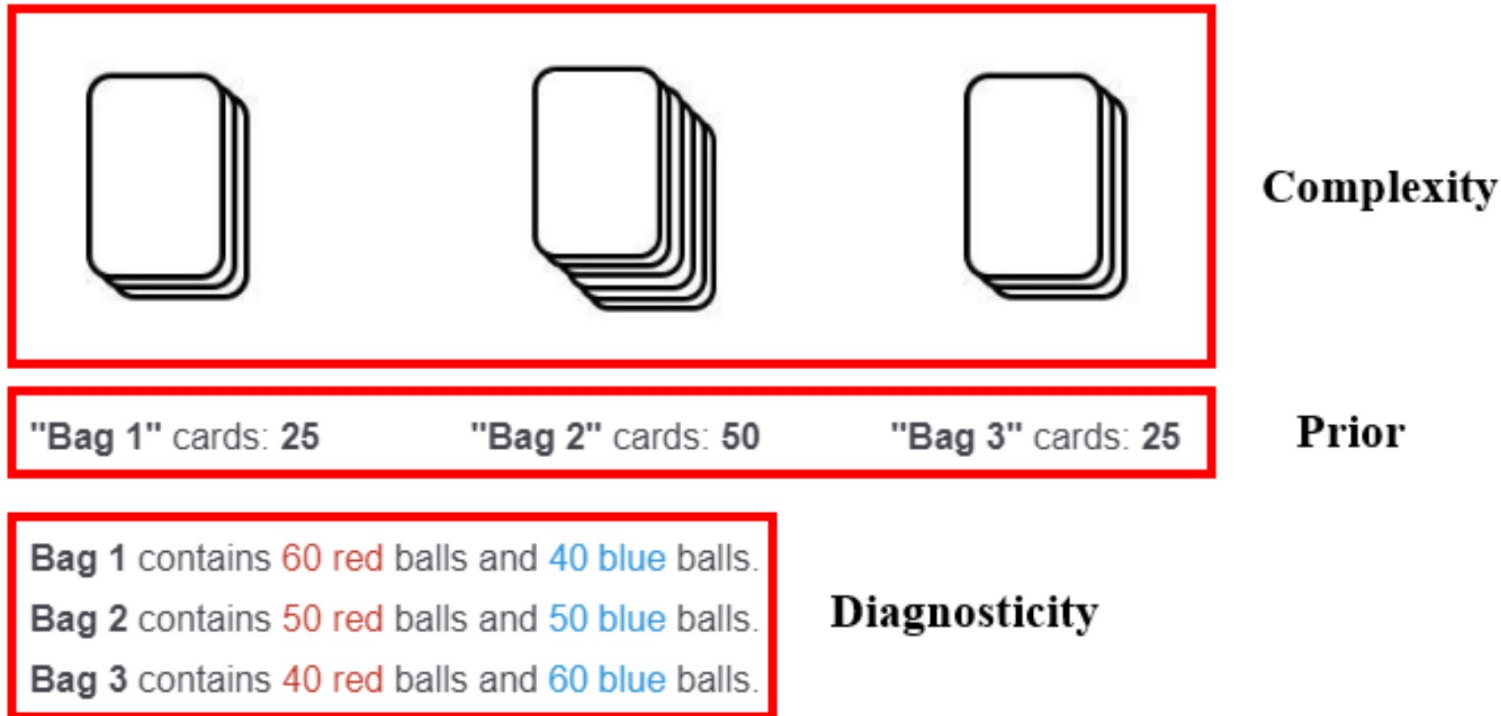 Complexity
"Bag 1" cards: 25 "Bag 2" cards: 50 "Bag 3" cards: 25 Prior
Bag 1 contains 60 red balls and 40 blue balls.
Bag 2 contains 50 red balls and 50 blue balls.
Diagnosticity
Bag 3 contains 40 red balls and 60 blue balls.